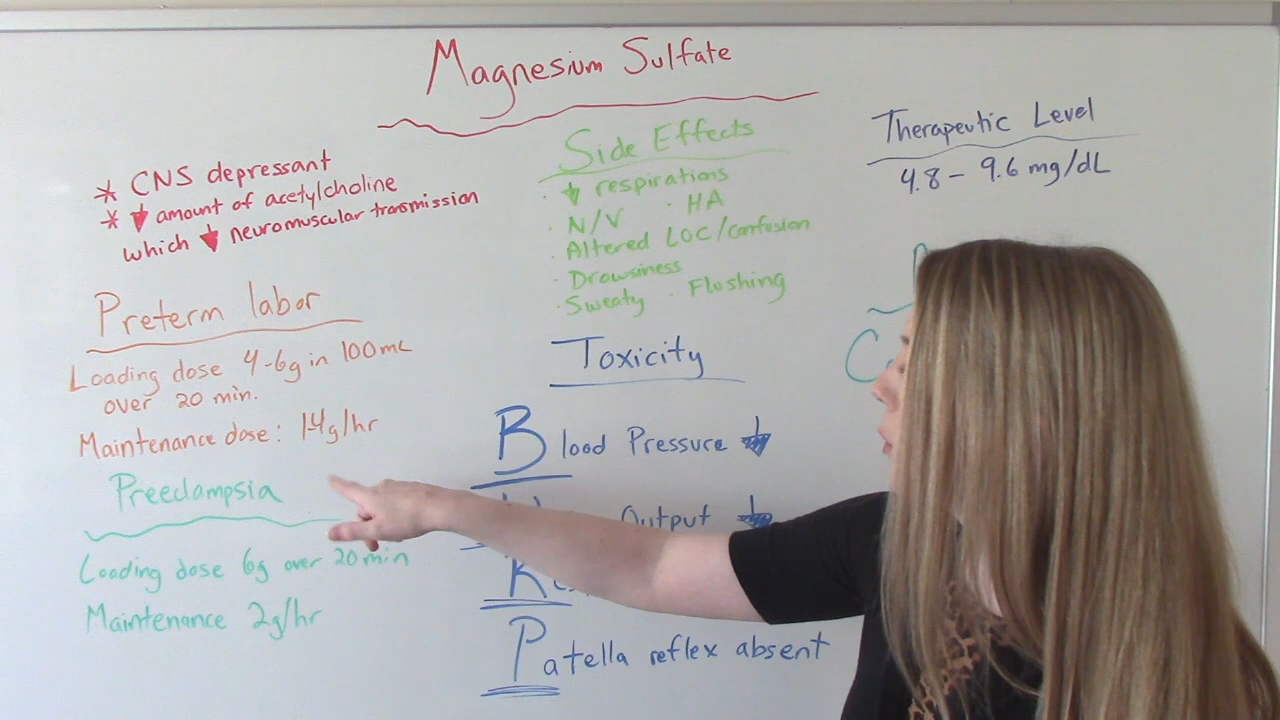 Magnesium Sulfate
* CNS depressant
* ↓ amount of acetylcholine
which ↓ neuromuscular transmission
Preterm labor
Loading dose 4-6g in 100mL
over 20 min.
Maintenance dose: 1-4g/hr
Preeclampsia
Loading dose 6g over 20 min
Maintenance 2g/hr
Side Effects
· ↓ respirations
· N/V · HA
· Altered LOC/confusion
· Drowsiness
· Sweaty · Flushing
Toxicity
Blood Pressure ↓
Output ↓
Patella reflex absent
Therapeutic Level
4.8 - 9.6 mg/dL